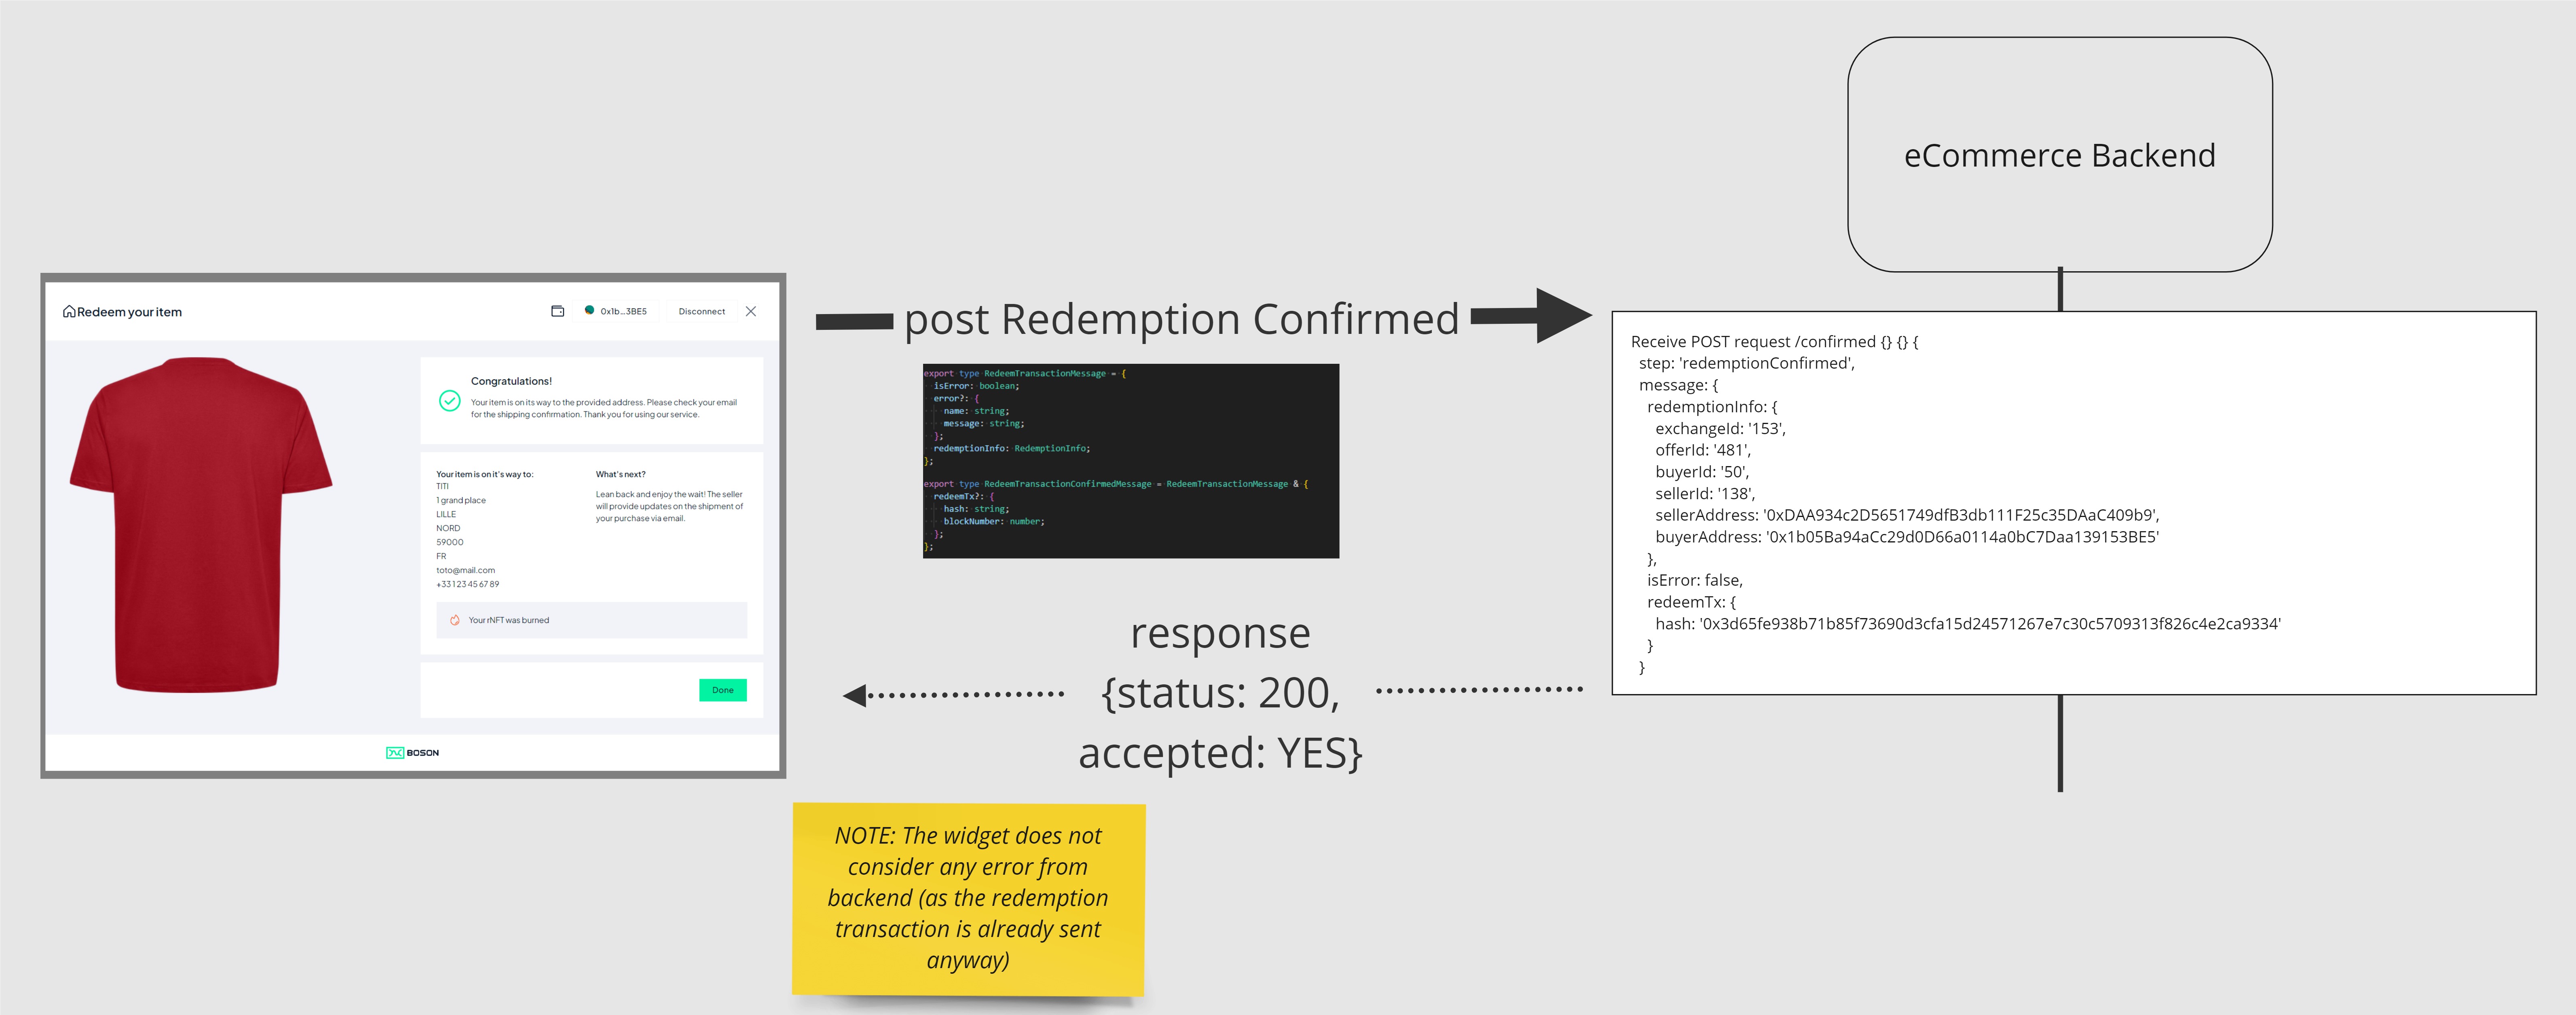 eCommerce Backend
Redeem your item
0x1b...3BE5
Disconnect
Congratulations!
Your item is on its way to the provided address. Please check your email
for the shipping confirmation. Thank you for using our service.
Your item is on it's way to:
TITI
1 grand place
LILLE
NORD
59000
FR
toto@mail.com
+33 1 23 45 67 89
What's next?
Lean back and enjoy the wait! The seller
will provide updates on the shipment of
your purchase via email.
Your rNFT was burned
Done
BOSON
post Redemption Confirmed
export type RedeemTransactionMessage = {
isError: boolean;
error?: {
name: string;
message: string;
};
redemptionInfo: RedemptionInfo;
};
export type RedeemTransactionConfirmedMessage = RedeemTransactionMessage & {
redeemTx?: {
hash: string;
blockNumber: number;
};
};
response
{status: 200,
accepted: YES}
Receive POST request /confirmed {} {} {
step: 'redemptionConfirmed',
message: {
redemptionInfo: {
exchangeId: '153',
offerId: '481',
buyerId: '50',
sellerId: '138',
sellerAddress: '0xDAA934c2D5651749dfB3db111F25c35DAaC409b9',
buyerAddress: '0x1b05Ba94aCc29d0D66a0114a0bC7Daa139153BE5'
},
isError: false,
redeemTx: {
hash: '0x3d65fe938b71b85f73690d3cfa15d24571267e7c30c5709313f826c4e2ca9334'
}
}
NOTE: The widget does not
consider any error from
backend (as the redemption
transaction is already sent
anyway)